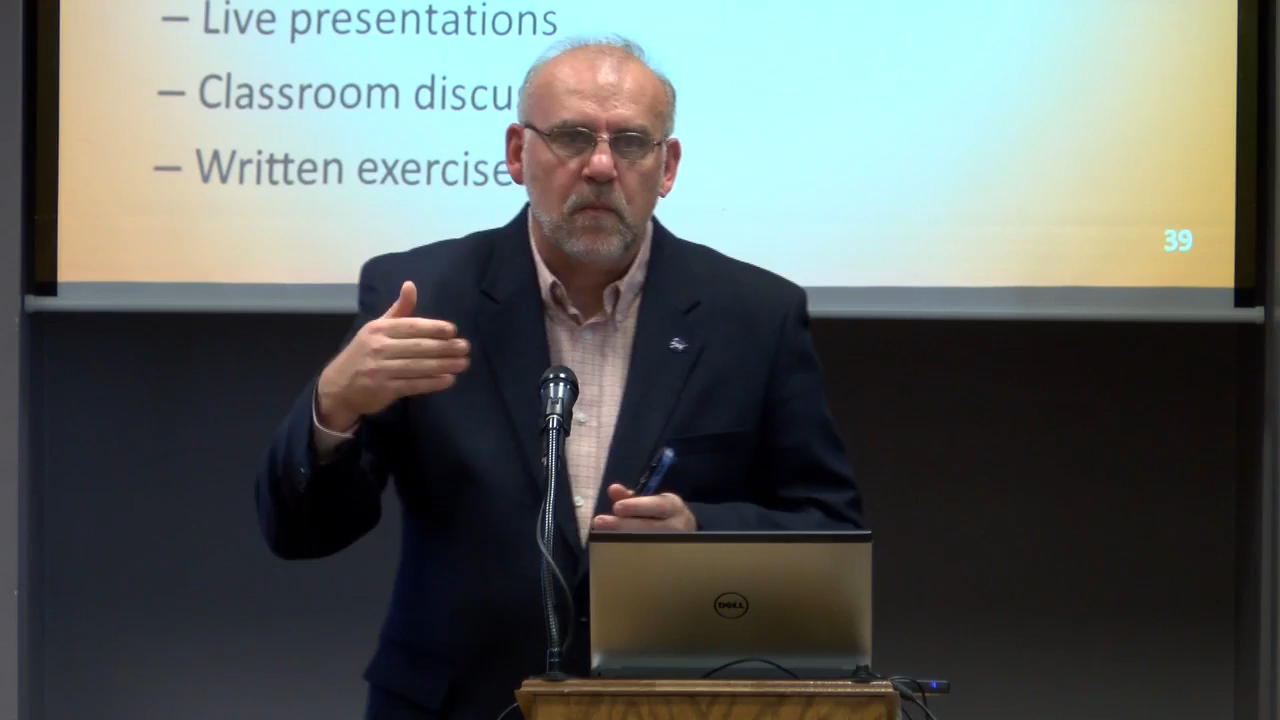 – Live presentations
– Classroom discu
– Written exercise
39
DELL